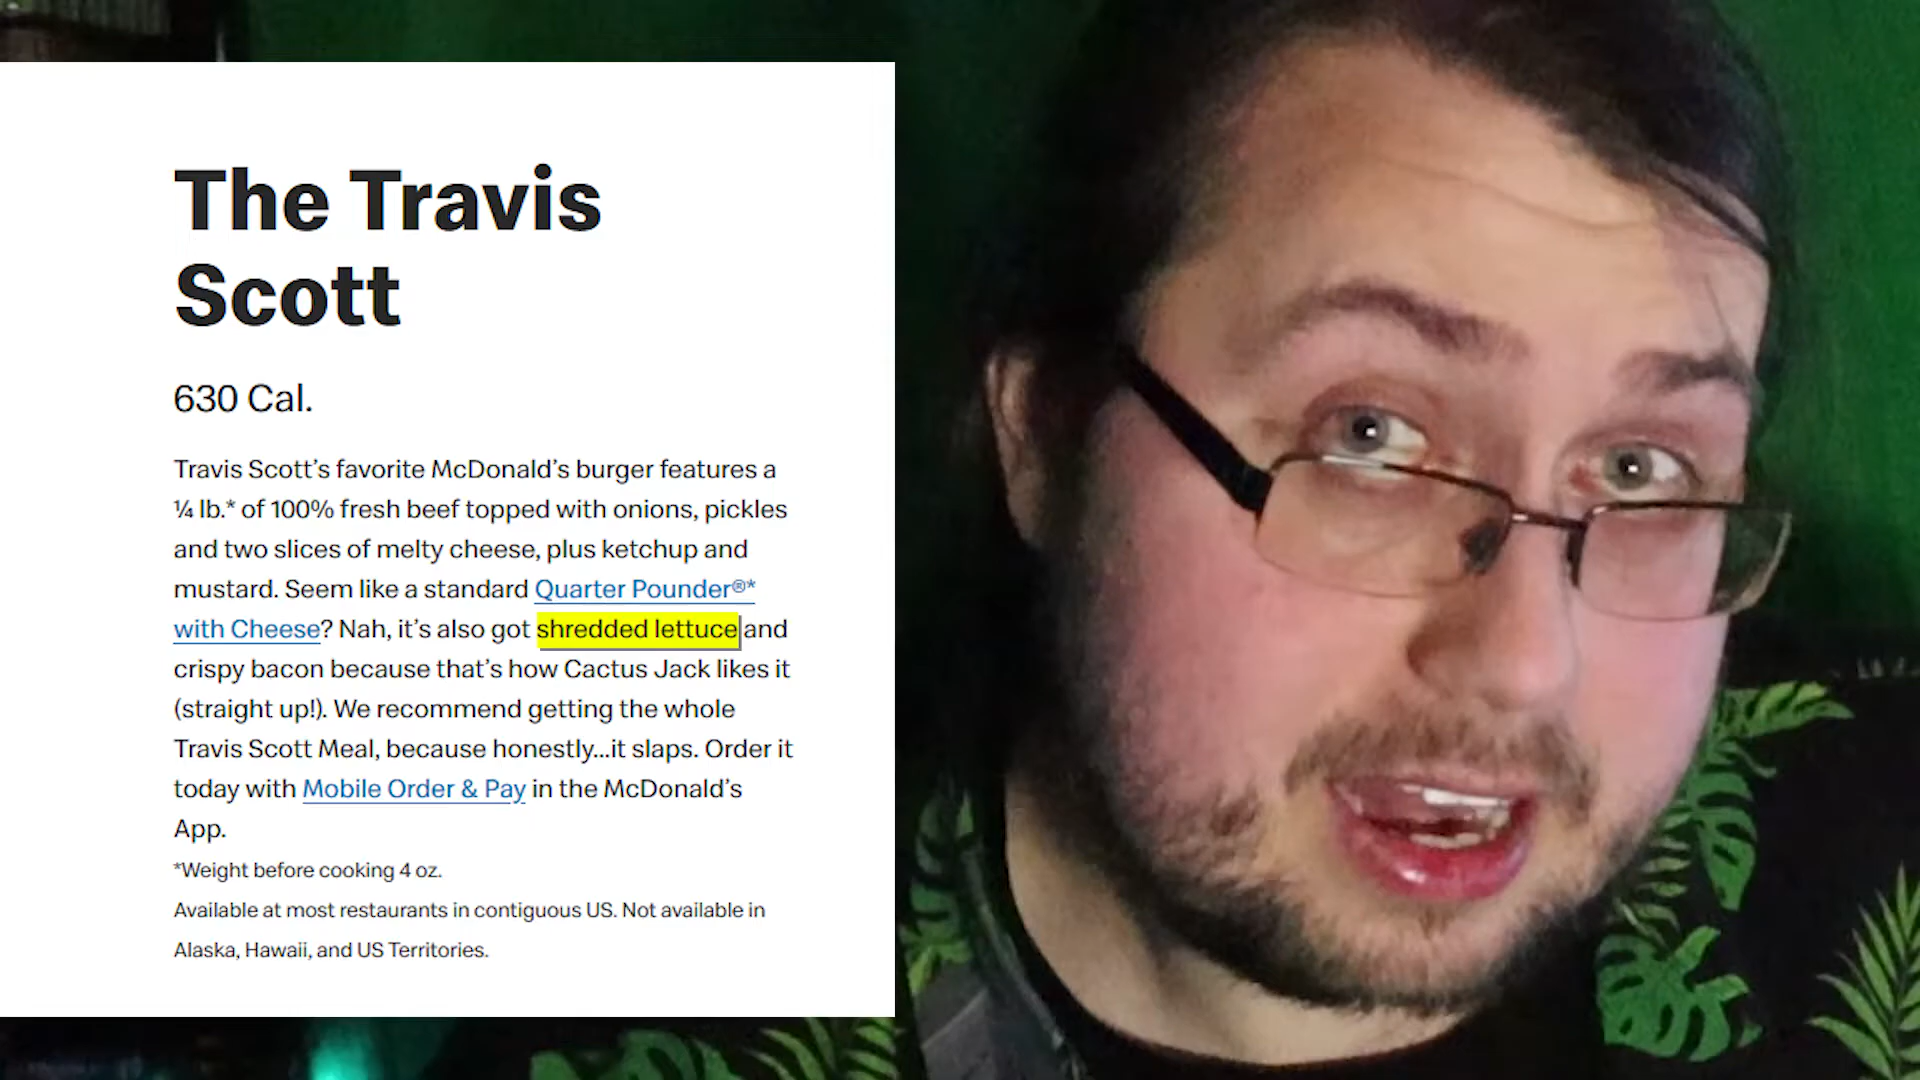 The Travis
Scott
630 Cal.
Travis Scott’s favorite McDonald’s burger features a
¼ lb.* of 100% fresh beef topped with onions, pickles
and two slices of melty cheese, plus ketchup and
mustard. Seem like a standard Quarter Pounder®*
with Cheese? Nah, it’s also got shredded lettuce and
crispy bacon because that’s how Cactus Jack likes it
(straight up!). We recommend getting the whole
Travis Scott Meal, because honestly...it slaps. Order it
today with Mobile Order & Pay in the McDonald’s
App.
*Weight before cooking 4 oz.
Available at most restaurants in contiguous US. Not available in
Alaska, Hawaii, and US Territories.